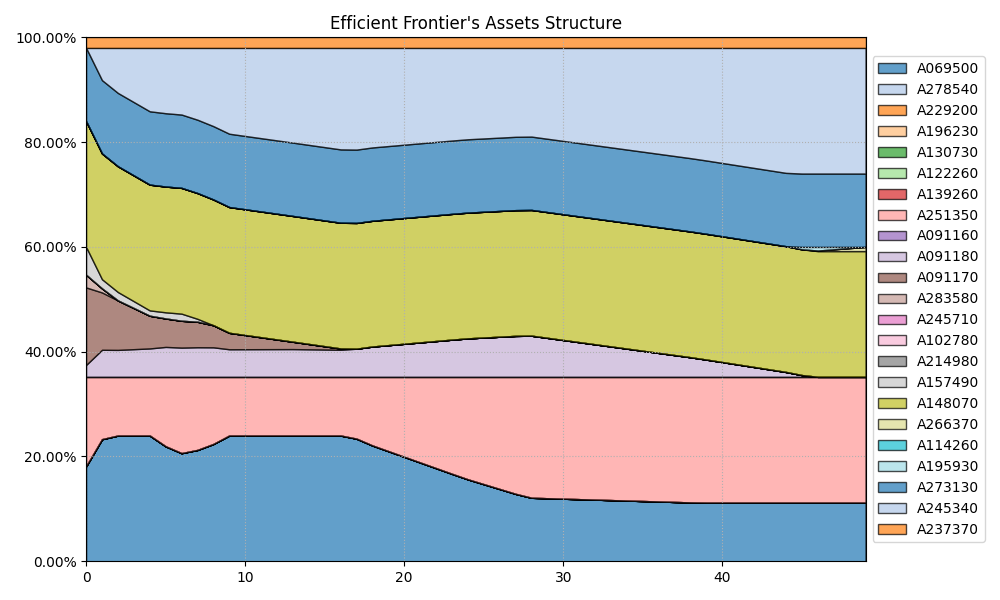 Efficient Frontier's Assets Structure
100.00%
80.00%
60.00%
40.00%
20.00%
0.00%
0
10
20
30
40
A069500
A278540
A229200
A196230
A130730
A122260
A139260
A251350
A091160
A091180
A091170
A283580
A245710
A102780
A214980
A157490
A148070
A266370
A114260
A195930
A273130
A245340
A237370